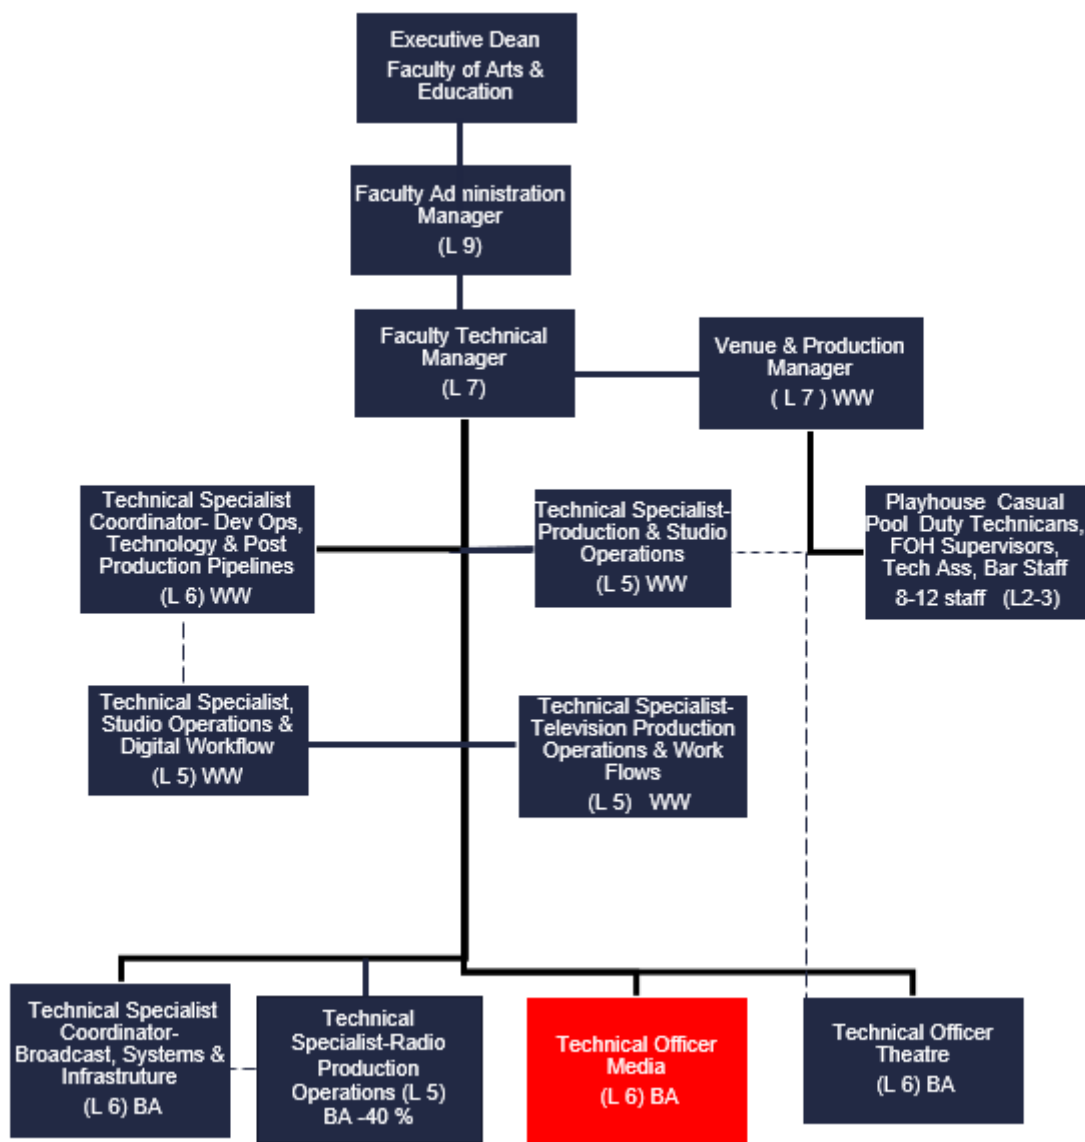 Executive Dean
Faculty of Arts &
Education
Faculty Administration
Manager
(L 9)
Faculty Technical
Manager
(L 7)
Venue & Production
Manager
( L 7 ) WW
Technical Specialist
Coordinator- Dev Ops,
Technology & Post
Production Pipelines
(L 6) WW
Technical Specialist-
Production & Studio
Operations
(L 5) WW
Playhouse Casual
Pool Duty Technicans,
FOH Supervisors,
Tech Ass, Bar Staff
8-12 staff (L2-3)
Technical Specialist,
Studio Operations &
Digital Workflow
(L 5) WW
Technical Specialist-
Television Production
Operations & Work
Flows
(L 5) WW
Technical Specialist
Coordinator-
Broadcast, Systems &
Infrastruture
(L 6) BA
Technical
Specialist-Radio
Production
Operations (L 5)
BA -40 %
Technical Officer
Media
(L 6) BA
Technical Officer
Theatre
(L 6) BA